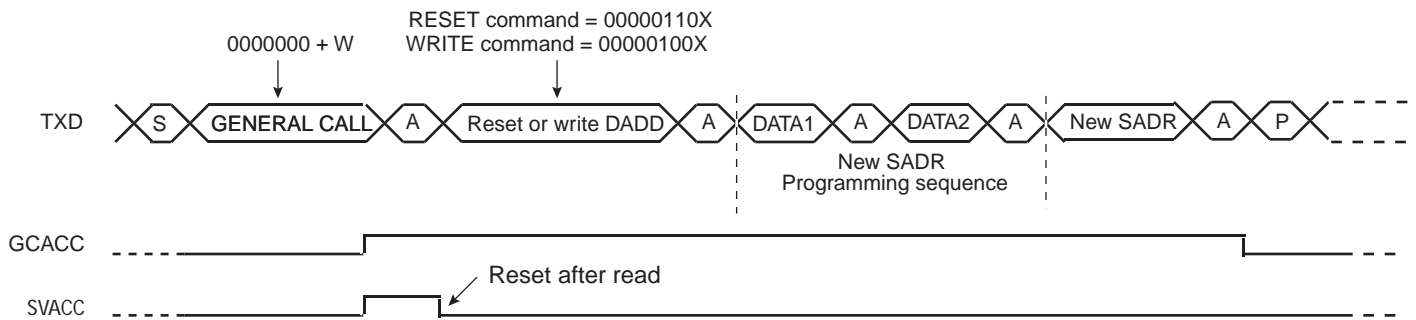 RESET command = 00000110X
0000000 + W
WRITE command = 00000100X
TXD
S
GENERAL CALL
A
Reset or write DADD
A
DATA1
A
DATA2
A
New SADR
A
P
New SADR
Programming sequence
GCACC
Reset after read
SVACC